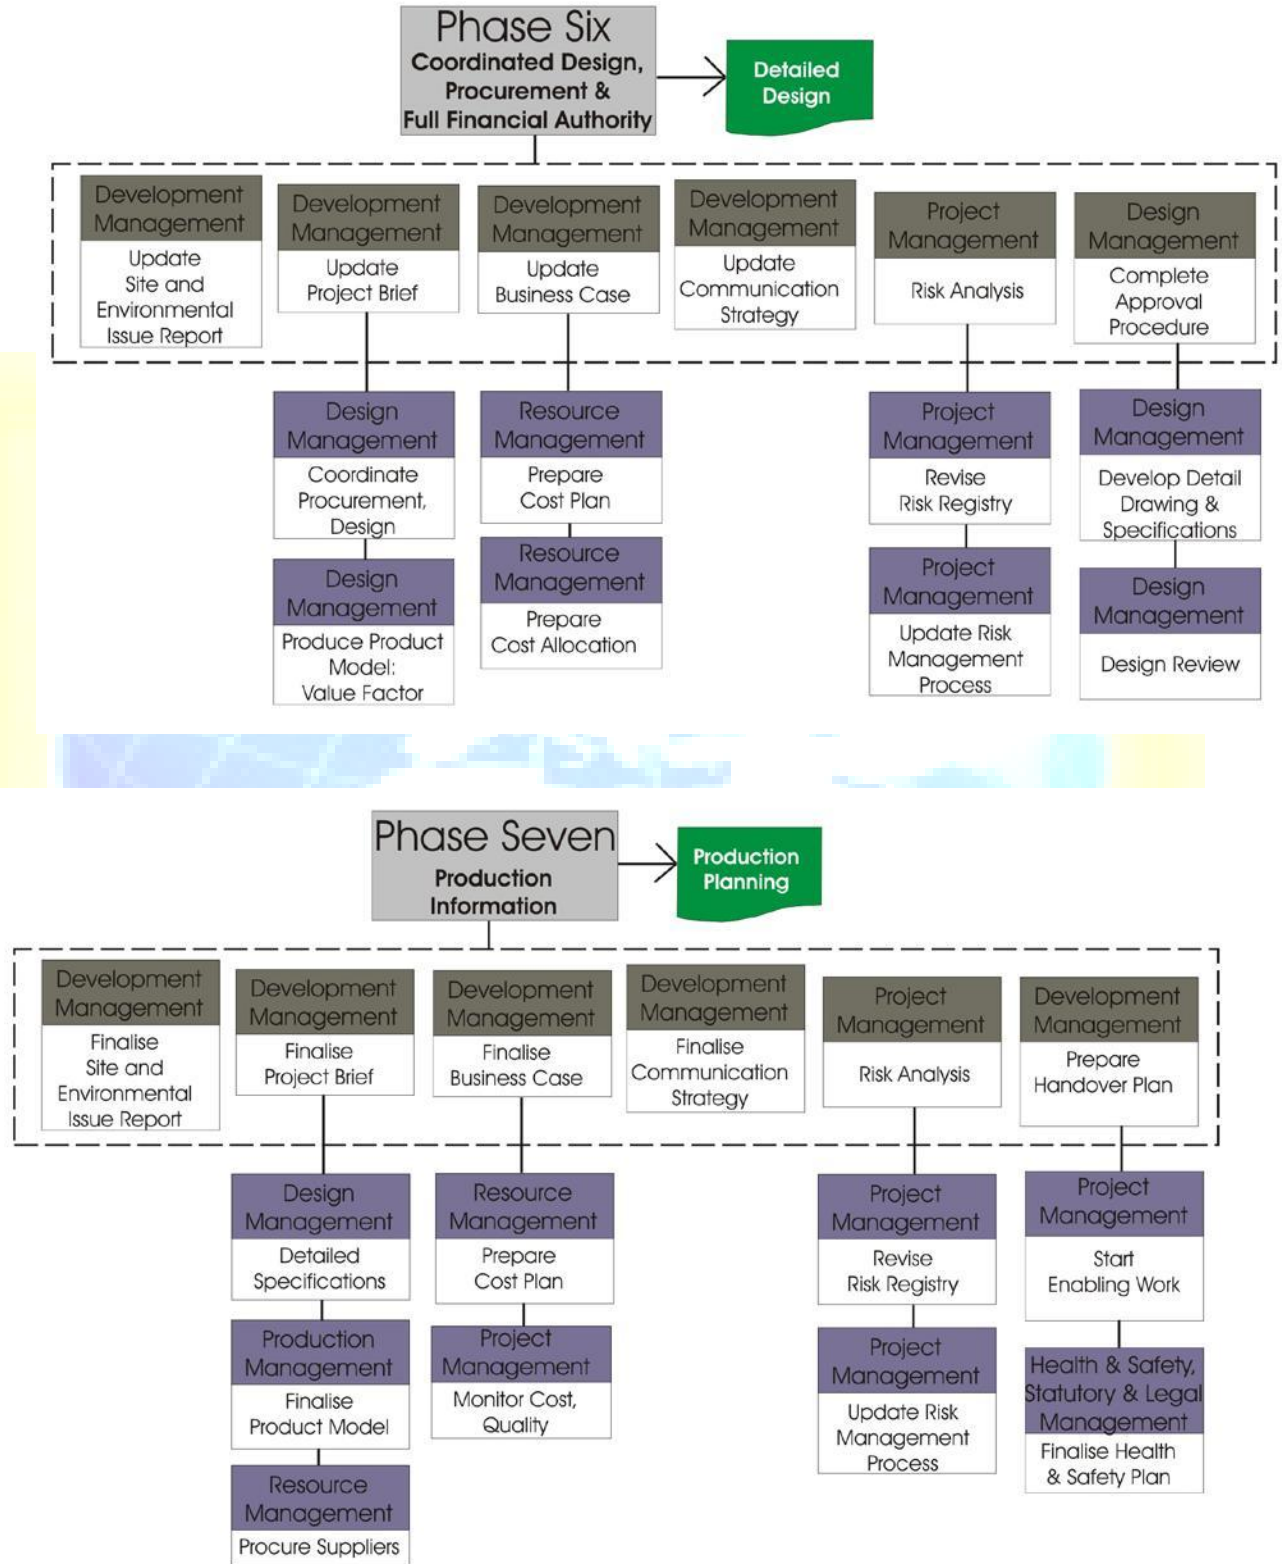 Phase Six
Coordinated Design,
Procurement &
Full Financial Authority
Detailed
Design
Development
Management
Update
Site and
Environmental
Issue Report
Development
Management
Update
Project Brief
Development
Management
Update
Business Case
Development
Management
Update
Communication
Strategy
Project
Management
Risk Analysis
Design
Management
Complete
Approval
Procedure
Design
Management
Coordinate
Procurement,
Design
Design
Management
Produce Product
Model:
Value Factor
Resource
Management
Prepare
Cost Plan
Resource
Management
Prepare
Cost Allocation
Project
Management
Revise
Risk Registry
Project
Management
Update Risk
Management
Process
Design
Management
Develop Detail
Drawing &
Specifications
Design
Management
Design Review
Phase Seven
Production
Information
Production
Planning
Development
Management
Finalise
Site and
Environmental
Issue Report
Development
Management
Finalise
Project Brief
Development
Management
Finalise
Business Case
Development
Management
Finalise
Communication
Strategy
Project
Management
Risk Analysis
Development
Management
Prepare
Handover Plan
Design
Management
Detailed
Specifications
Production
Management
Finalise
Product Model
Resource
Management
Procure Suppliers
Resource
Management
Prepare
Cost Plan
Project
Management
Monitor Cost,
Quality
Project
Management
Revise
Risk Registry
Project
Management
Update Risk
Management
Process
Project
Management
Start
Enabling Work
Health & Safety,
Statutory & Legal
Management
Finalise Health
& Safety Plan